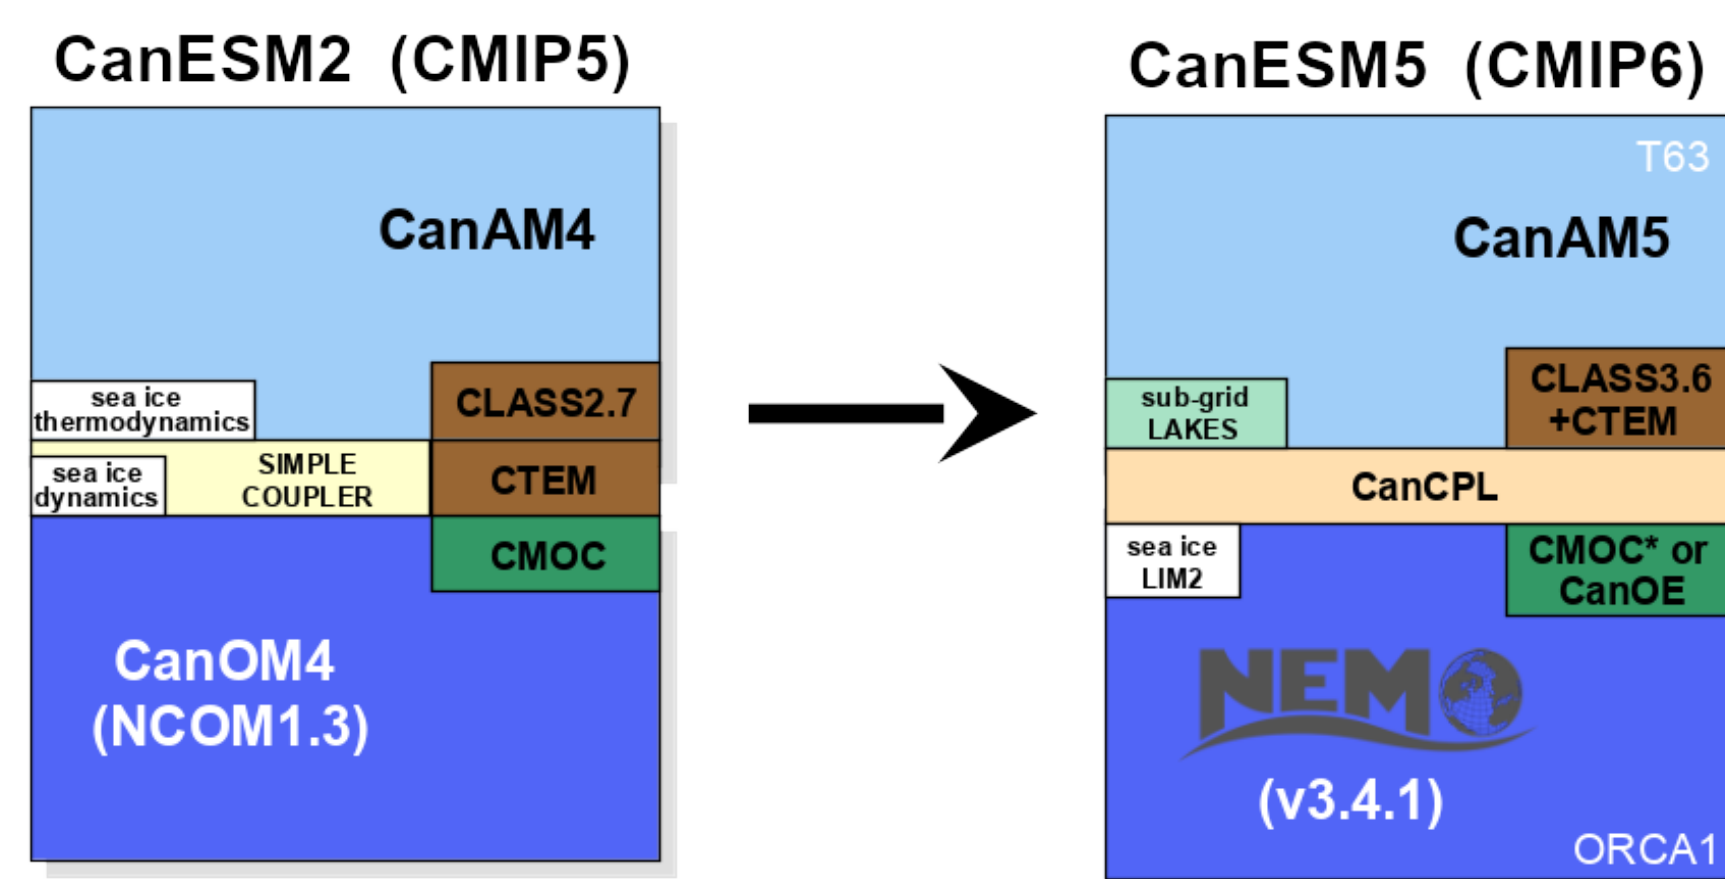 CanESM2 (CMIP5)
CanAM4
sea ice
thermodynamics
CLASS2.7
sea ice
dynamics
SIMPLE
COUPLER
CTEM
CMOC
CanOM4
(NCOM1.3)
CanESM5 (CMIP6)
T63
CanAM5
sub-grid
LAKES
CLASS3.6
+CTEM
CanCPL
sea ice
LIM2
CMOC* or
CanOE
NEMO
(v3.4.1)
ORCA1